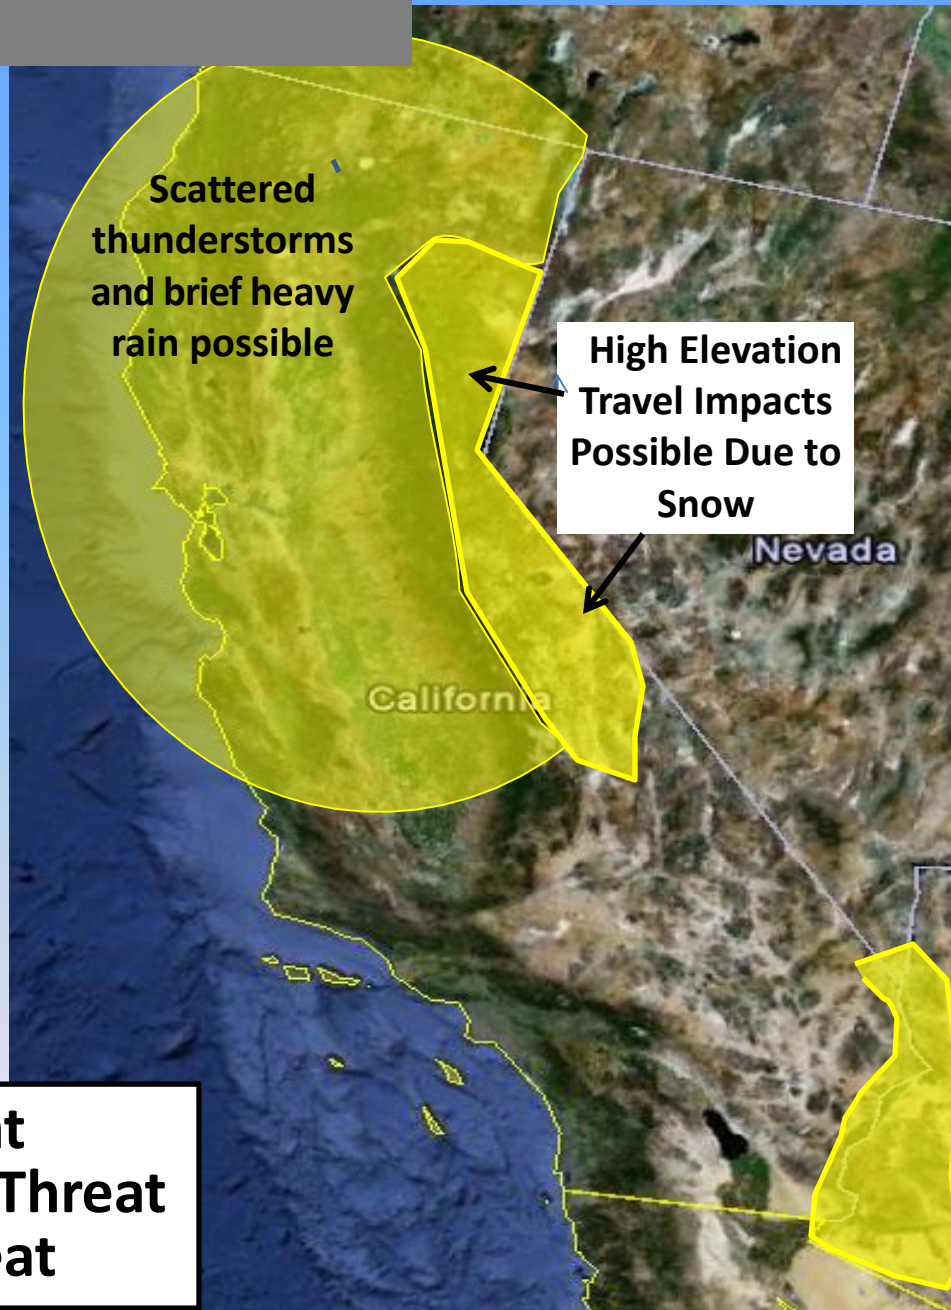 Scattered
thunderstorms
and brief heavy
rain possible
High Elevation
Travel Impacts
Possible Due to
Snow
Nevada
California
Threat